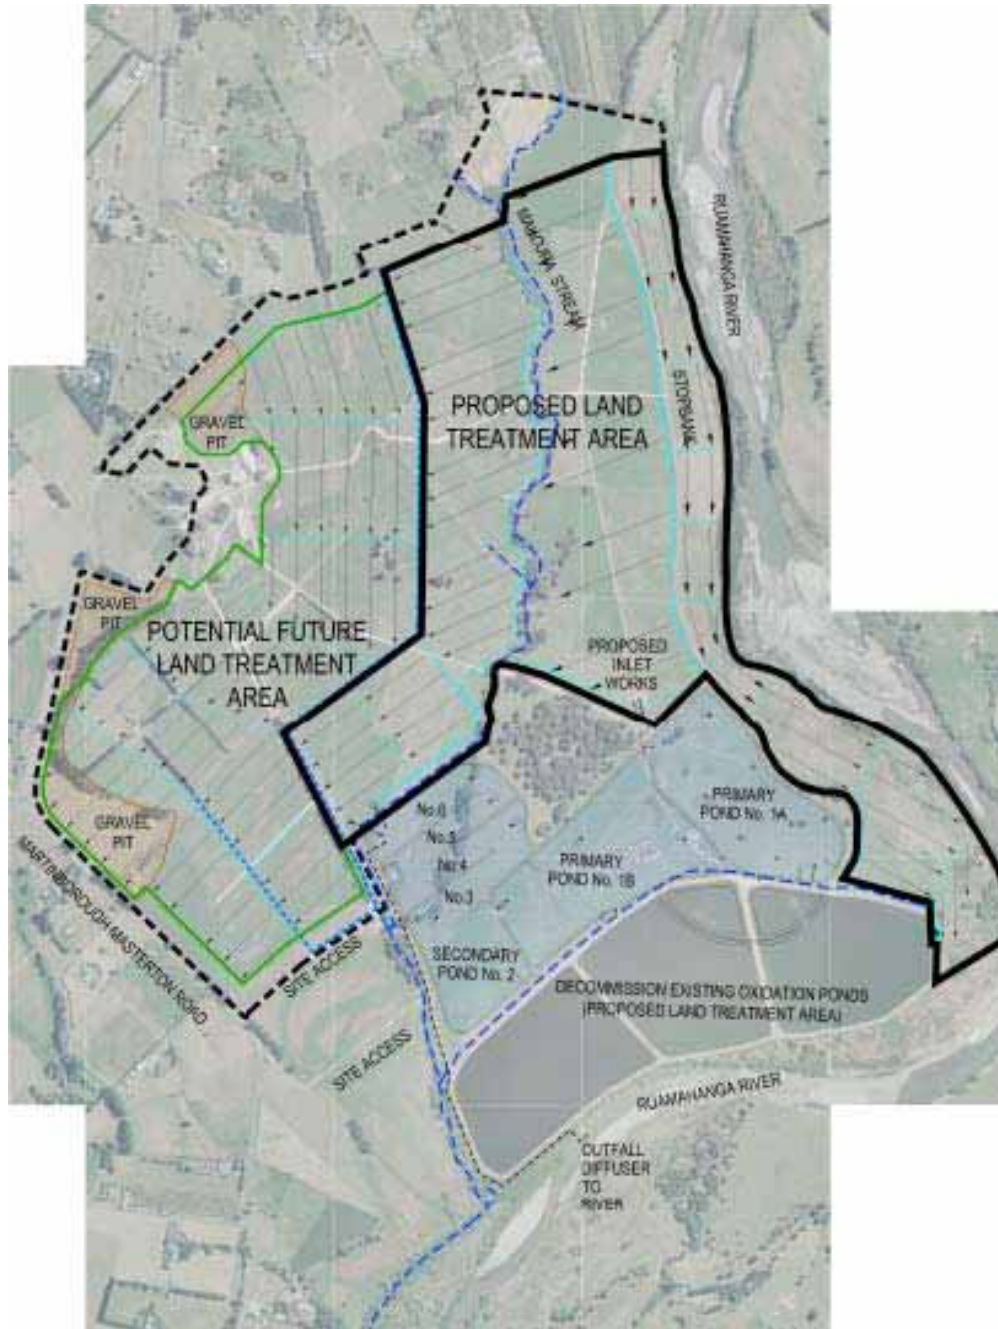 MAKOURA STREAM
RUAMAHANGA RIVER
STOPBANK
PROPOSED LAND
TREATMENT AREA
GRAVEL
PIT
GRAVEL
PIT
POTENTIAL FUTURE
LAND TREATMENT
AREA
PROPOSED
INLET
WORKS
PRIMARY
POND No. 1A
No.6
No.5
No.4
No.3
PRIMARY
POND No. 1B
GRAVEL
PIT
MARTINBOROUGH MASTERTON ROAD
SITE ACCESS
SECONDARY
POND No. 2
DECOMMISSION EXISTING OXIDATION PONDS
(PROPOSED LAND TREATMENT AREA)
SITE ACCESS
RUAMAHANGA RIVER
OUTFALL
DIFFUSER
TO
RIVER